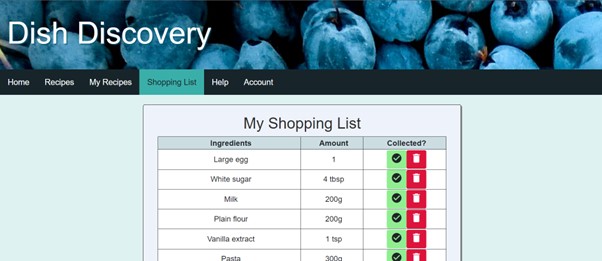 Dish Discovery
Home Recipes My Recipes Shopping List Help Account
My Shopping List
Ingredients Amount Collected?
Large egg 1
White sugar 4 tbsp
Milk 200g
Plain flour 200g
Vanilla extract 1 tsp
Pasta 300g